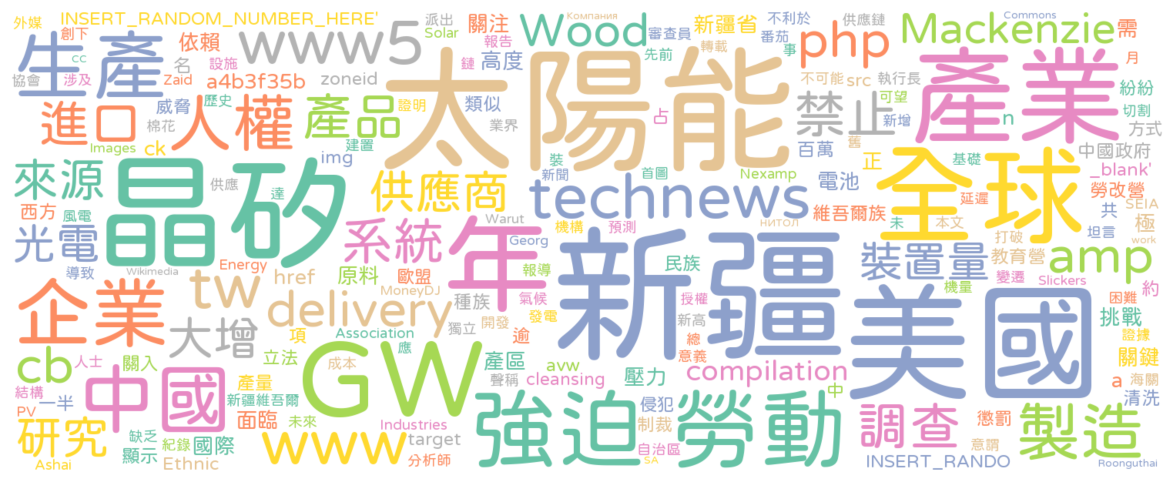 外媒 INSERT_RANDOM_NUMBER_HERE' 派出 Компания Commons
創下 關注 Solar Wood 審查員 新疆省 不利於 供應鏈 Mackenzie 需
生產 依賴 www5 報告 先前 轉載 番茄 php 月
cc 名 設施 zoneid 鏈 高度 事
協會 涉及 Zaid a4b3f35b 太陽能 不可能 src 執行長 產業 紛紛
威脅 歷史 產品 證明 類似 占 禁止 可望 新增 n 切割
進口 棉花 人權 業界 百萬 方式
Images ck 建置 img 首圖 新聞 裝 舊 正 基礎 中國政府
來源 晶矽 供應 達 供應商 technews Nexamp 電池 全球 延遲 _blank'
西方 維吾爾族 未 本文 勞改營 SEIA
風電 Warut 機構 預測 НИТОЛ 共 極
光電 系統 年 Georg 新疆 打破 坦言 work
導致 Wikimedia Energy href 原料 歐盟 報導 民族 裝置量 教育營 amp
企業 tw delivery MoneyDJ 種族 氣候 授權 機量 變遷 Slickers 約
大增 項 Association 獨立 開發 發電 新高 美國 困難 挑戰
cb 人士 關入 立法 應 逾 總 意義 證據
中國 成本 GW 產區 avw 壓力 compilation 關鍵
結構 一半 產量 聲稱 cleansing 中 a 海關
新疆維吾爾 侵犯 清洗
PV 面臨 未來 www Industries 強迫 勞動 制裁 調查 懲罰 製造
研究 缺乏 紀錄 國際 target 自治區 意謂
顯示 Ethnic 分析師 SA INSERT_RANDO Roonguthai
Ashai